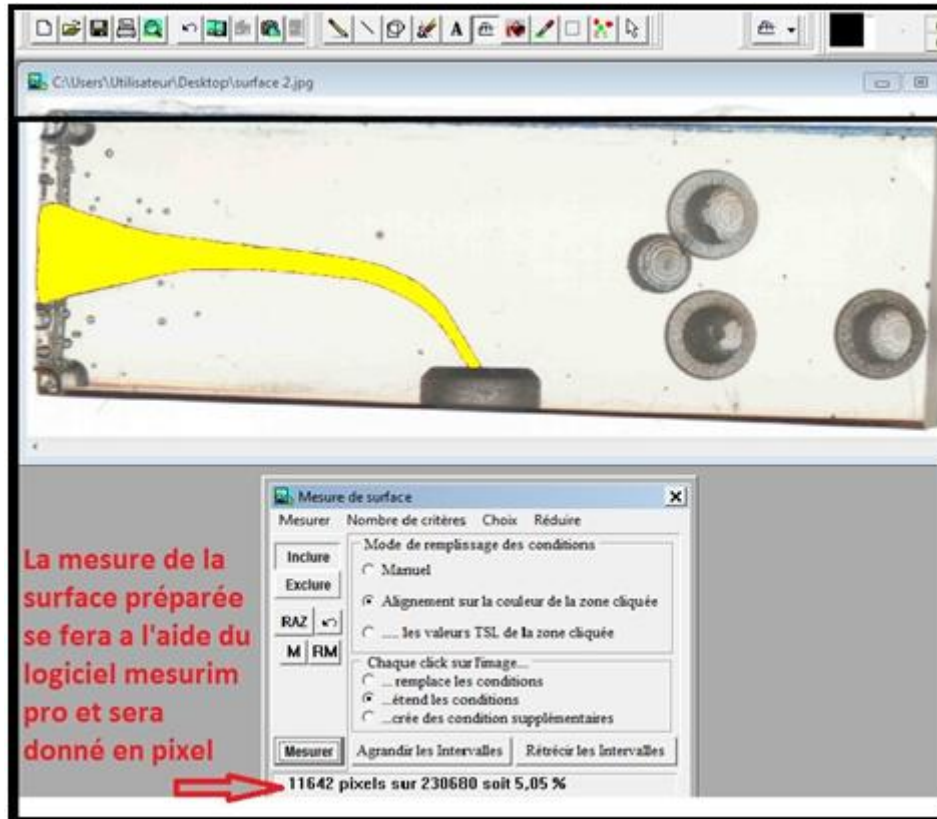 A
C:\Users\Utilisateur\Desktop\surface 2.jpg
Mesure de surface
Mesurer Nombre de critères Choix Réduire
Inclure
Exclure
RAZ
M RM
Mode de remplissage des conditions
Manuel
Alignement sur la couleur de la zone cliquée
.... les valeurs TSL de la zone cliquée
Chaque click sur l'image...
... remplace les conditions
...étend les conditions
...crée des condition supplémentaires
Mesurer Agrandir les Intervalles Rétrécir les Intervalles
11642 pixels sur 230680 soit 5,05 %
La mesure de la
surface préparée
se fera a l'aide du
logiciel mesurim
pro et sera
donné en pixel